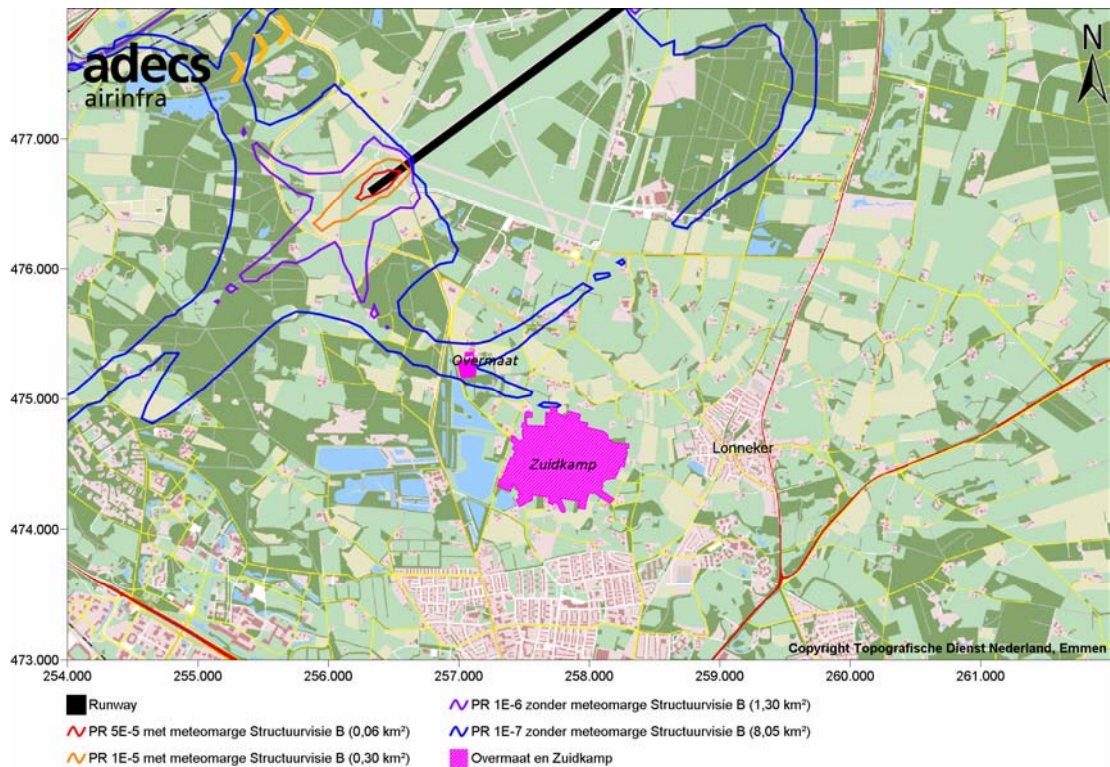 adecs
airinfra
N
477.000
476.000
Overmaat
475.000
Lonneker
Zuidkamp
474.000
Copyright Topografische Dienst Nederland, Emmen
473.000
254.000 255.000 256.000 257.000 258.000 259.000 260.000 261.000
Runway
PR 5E-5 met meteomarge Structuurvisie B (0,06 km²)
PR 1E-5 met meteomarge Structuurvisie B (0,30 km²)
PR 1E-6 zonder meteomarge Structuurvisie B (1,30 km²)
PR 1E-7 zonder meteomarge Structuurvisie B (8,05 km²)
Overmaat en Zuidkamp